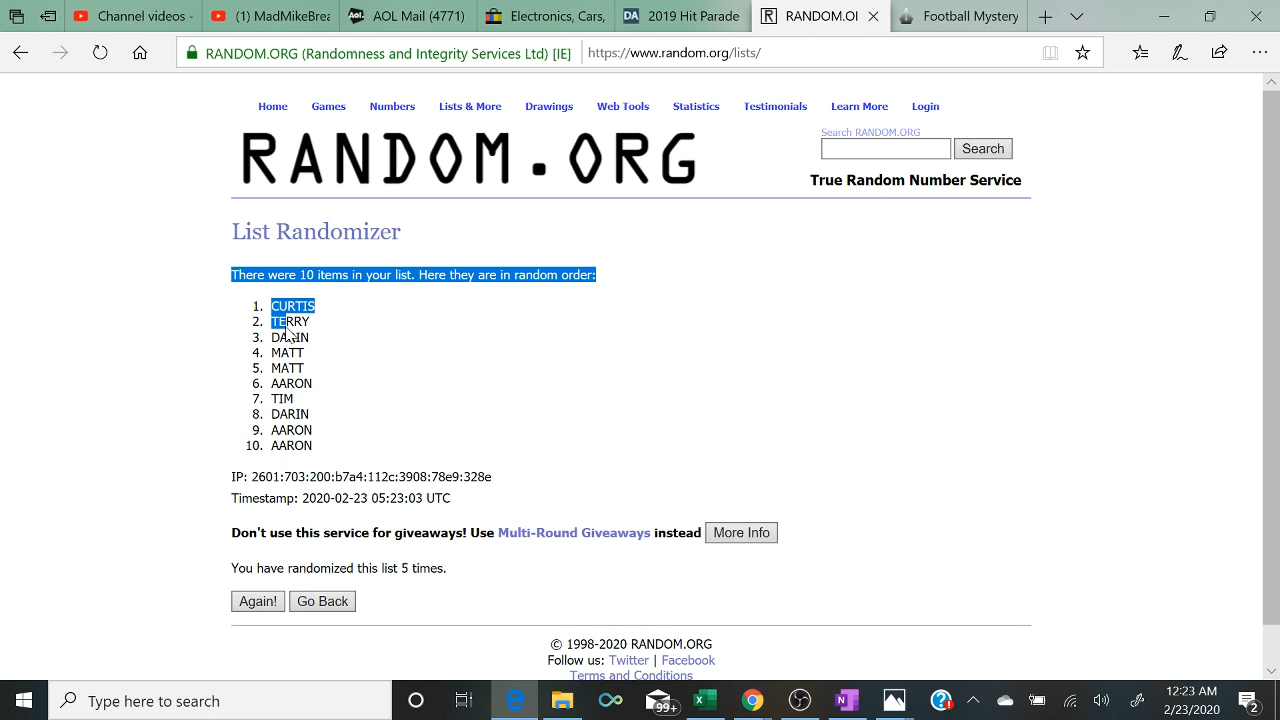 Channel videos -
(1) MadMikeBre
AOL Mail (4771)
Electronics, Cars,
DA 2019 Hit Parade
RANDOM.OI
Football Mystery
RANDOM.ORG (Randomness and Integrity Services Ltd) [IE]
https://www.random.org/lists/
Home Games Numbers Lists & More Drawings Web Tools Statistics Testimonials Learn More Login
RANDOM.ORG
Search RANDOM.ORG
Search
True Random Number Service
List Randomizer
There were 10 items in your list. Here they are in random order:
1. CURTIS
2. TERRY
3. DARIN
4. MATT
5. MATT
6. AARON
7. TIM
8. DARIN
9. AARON
10. AARON
IP: 2601:703:200:b7a4:112c:3908:78e9:328e
Timestamp: 2020-02-23 05:23:03 UTC
Don't use this service for giveaways! Use Multi-Round Giveaways instead More Info
You have randomized this list 5 times.
Again! Go Back
© 1998-2020 RANDOM.ORG
Follow us: Twitter | Facebook
Terms and Conditions
Type here to search
99+
12:23 AM
2/23/2020
2